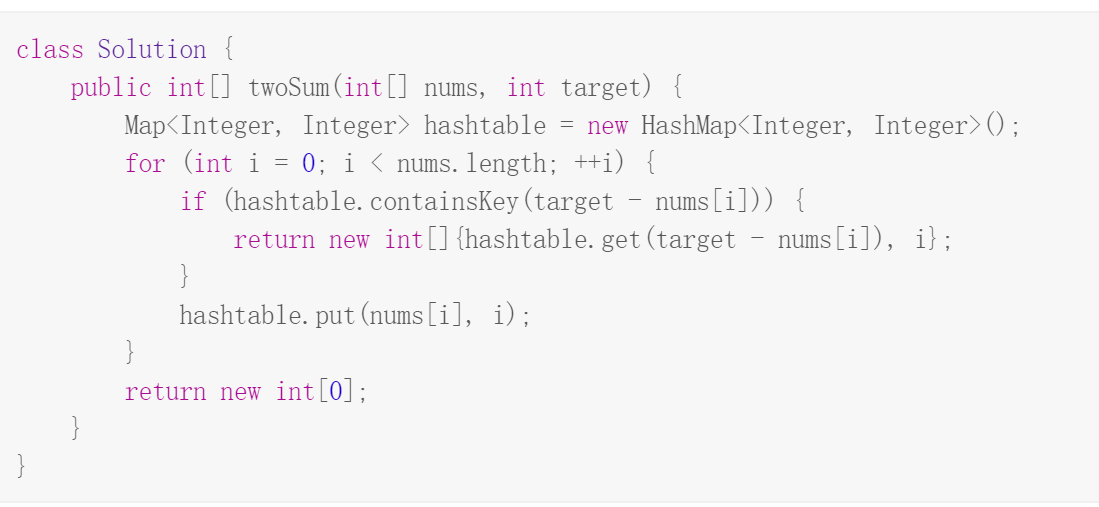 class Solution {
    public int[] twoSum(int[] nums, int target) {
        Map<Integer, Integer> hashtable = new HashMap<Integer, Integer>();
        for (int i = 0; i < nums.length; ++i) {
            if (hashtable.containsKey(target - nums[i])) {
                return new int[]{hashtable.get(target - nums[i]), i};
            }
            hashtable.put(nums[i], i);
        }
        return new int[0];
    }
}